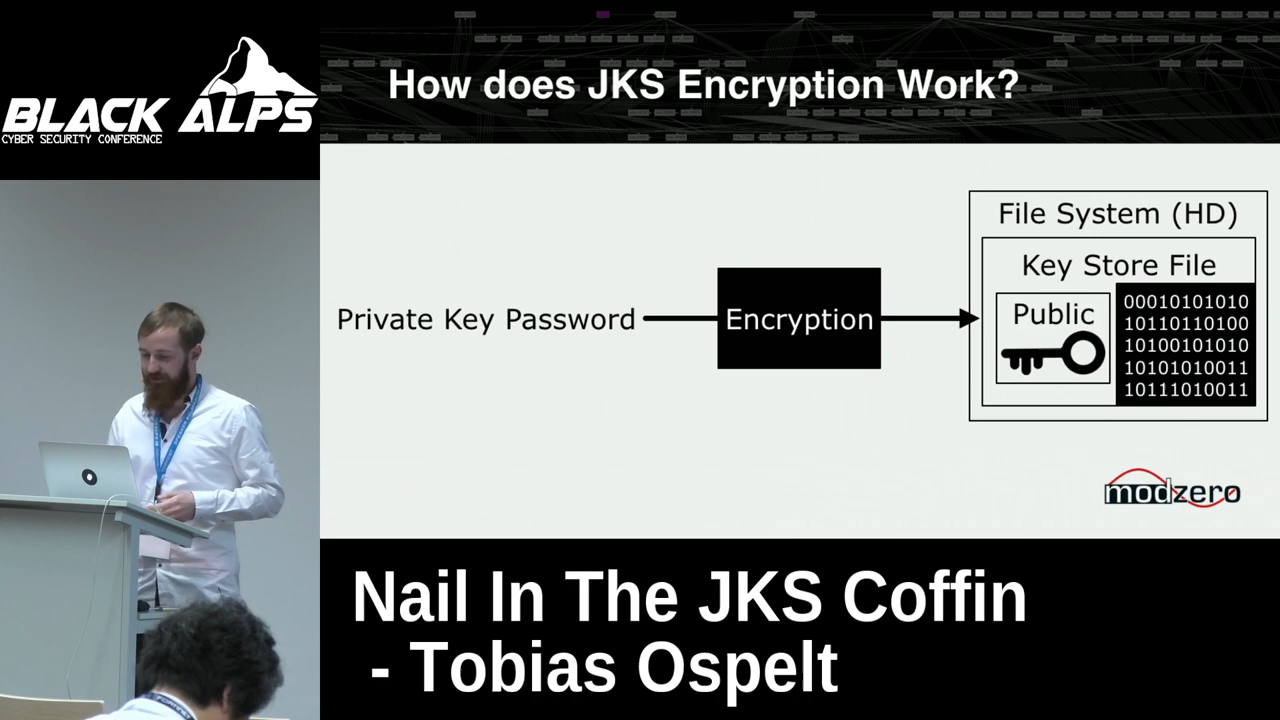 BLACK ALPS
CYBER SECURITY CONFERENCE
How does JKS Encryption Work?
File System (HD)
Key Store File
Private Key Password
Encryption
Public
00010101010
10110110100
10100101010
10101010011
10111010011
modzero
Nail In The JKS Coffin
- Tobias Ospelt
FORTINET